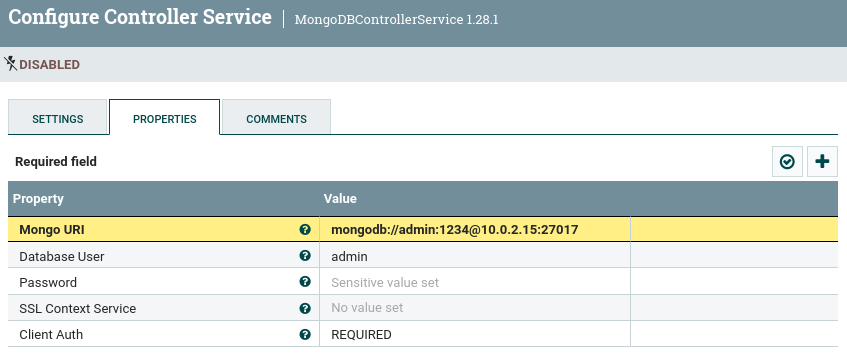 Configure Controller Service | MongoDBControllerService 1.28.1
DISABLED
SETTINGS PROPERTIES COMMENTS
Required field
Property Value
Mongo URI mongodb://admin:1234@10.0.2.15:27017
Database User admin
Password Sensitive value set
SSL Context Service No value set
Client Auth REQUIRED